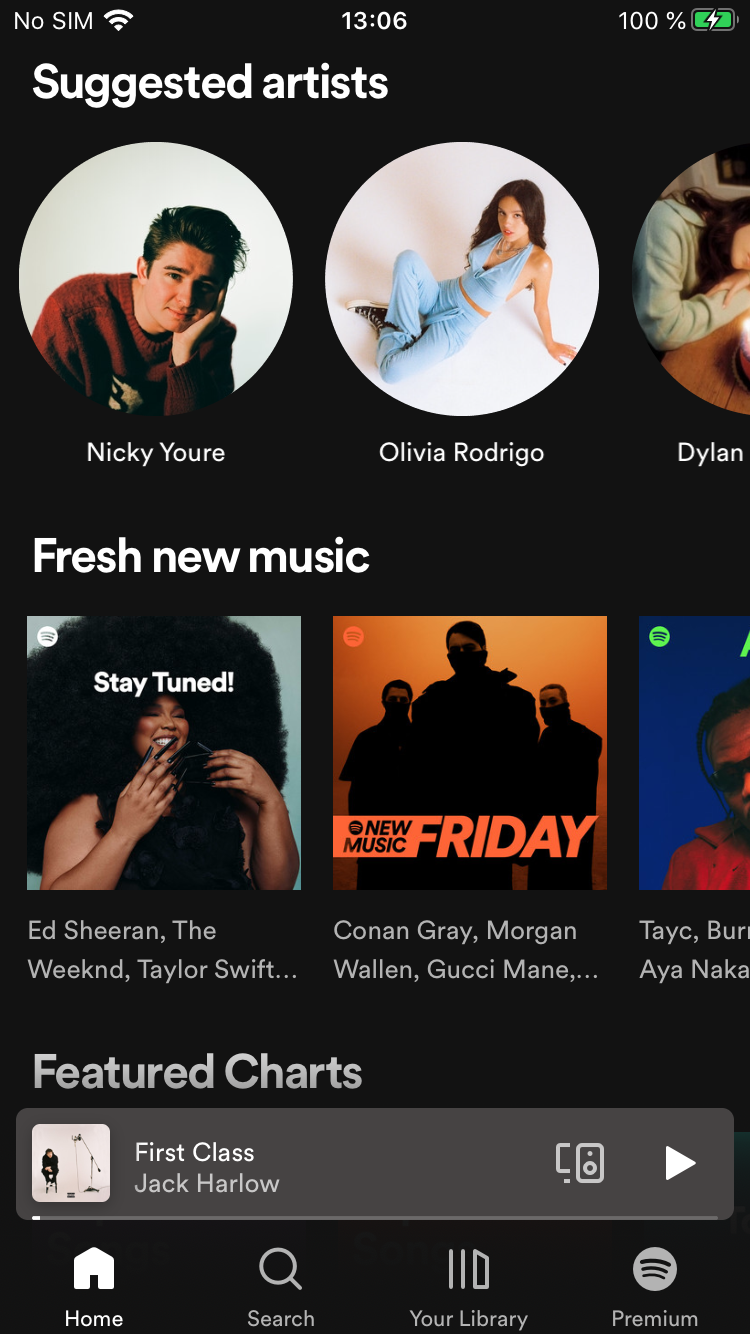 No SIM 13:06 100 %
Suggested artists
Nicky Youre Olivia Rodrigo Dylan
Fresh new music
Stay Tuned!
NEW
MUSIC FRIDAY
Ed Sheeran, The
Weeknd, Taylor Swift…
Conan Gray, Morgan
Wallen, Gucci Mane,…
Tayc,
Aya
Featured Charts
First Class
Jack Harlow
Home Search Your Library Premium